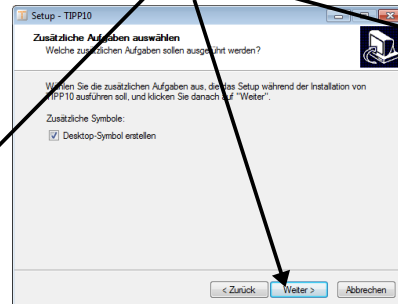 Setup - TIPP10
Zusätzliche Aufgaben auswählen
Welche zusätzlichen Aufgaben sollen ausgeführt werden?
Wählen Sie die zusätzlichen Aufgaben aus, die das Setup während der Installation von
TIPP10 ausführen soll, und klicken Sie danach auf "Weiter".
Zusätzliche Symbole:
Desktop-Symbol erstellen
< Zurück Weiter > Abbrechen